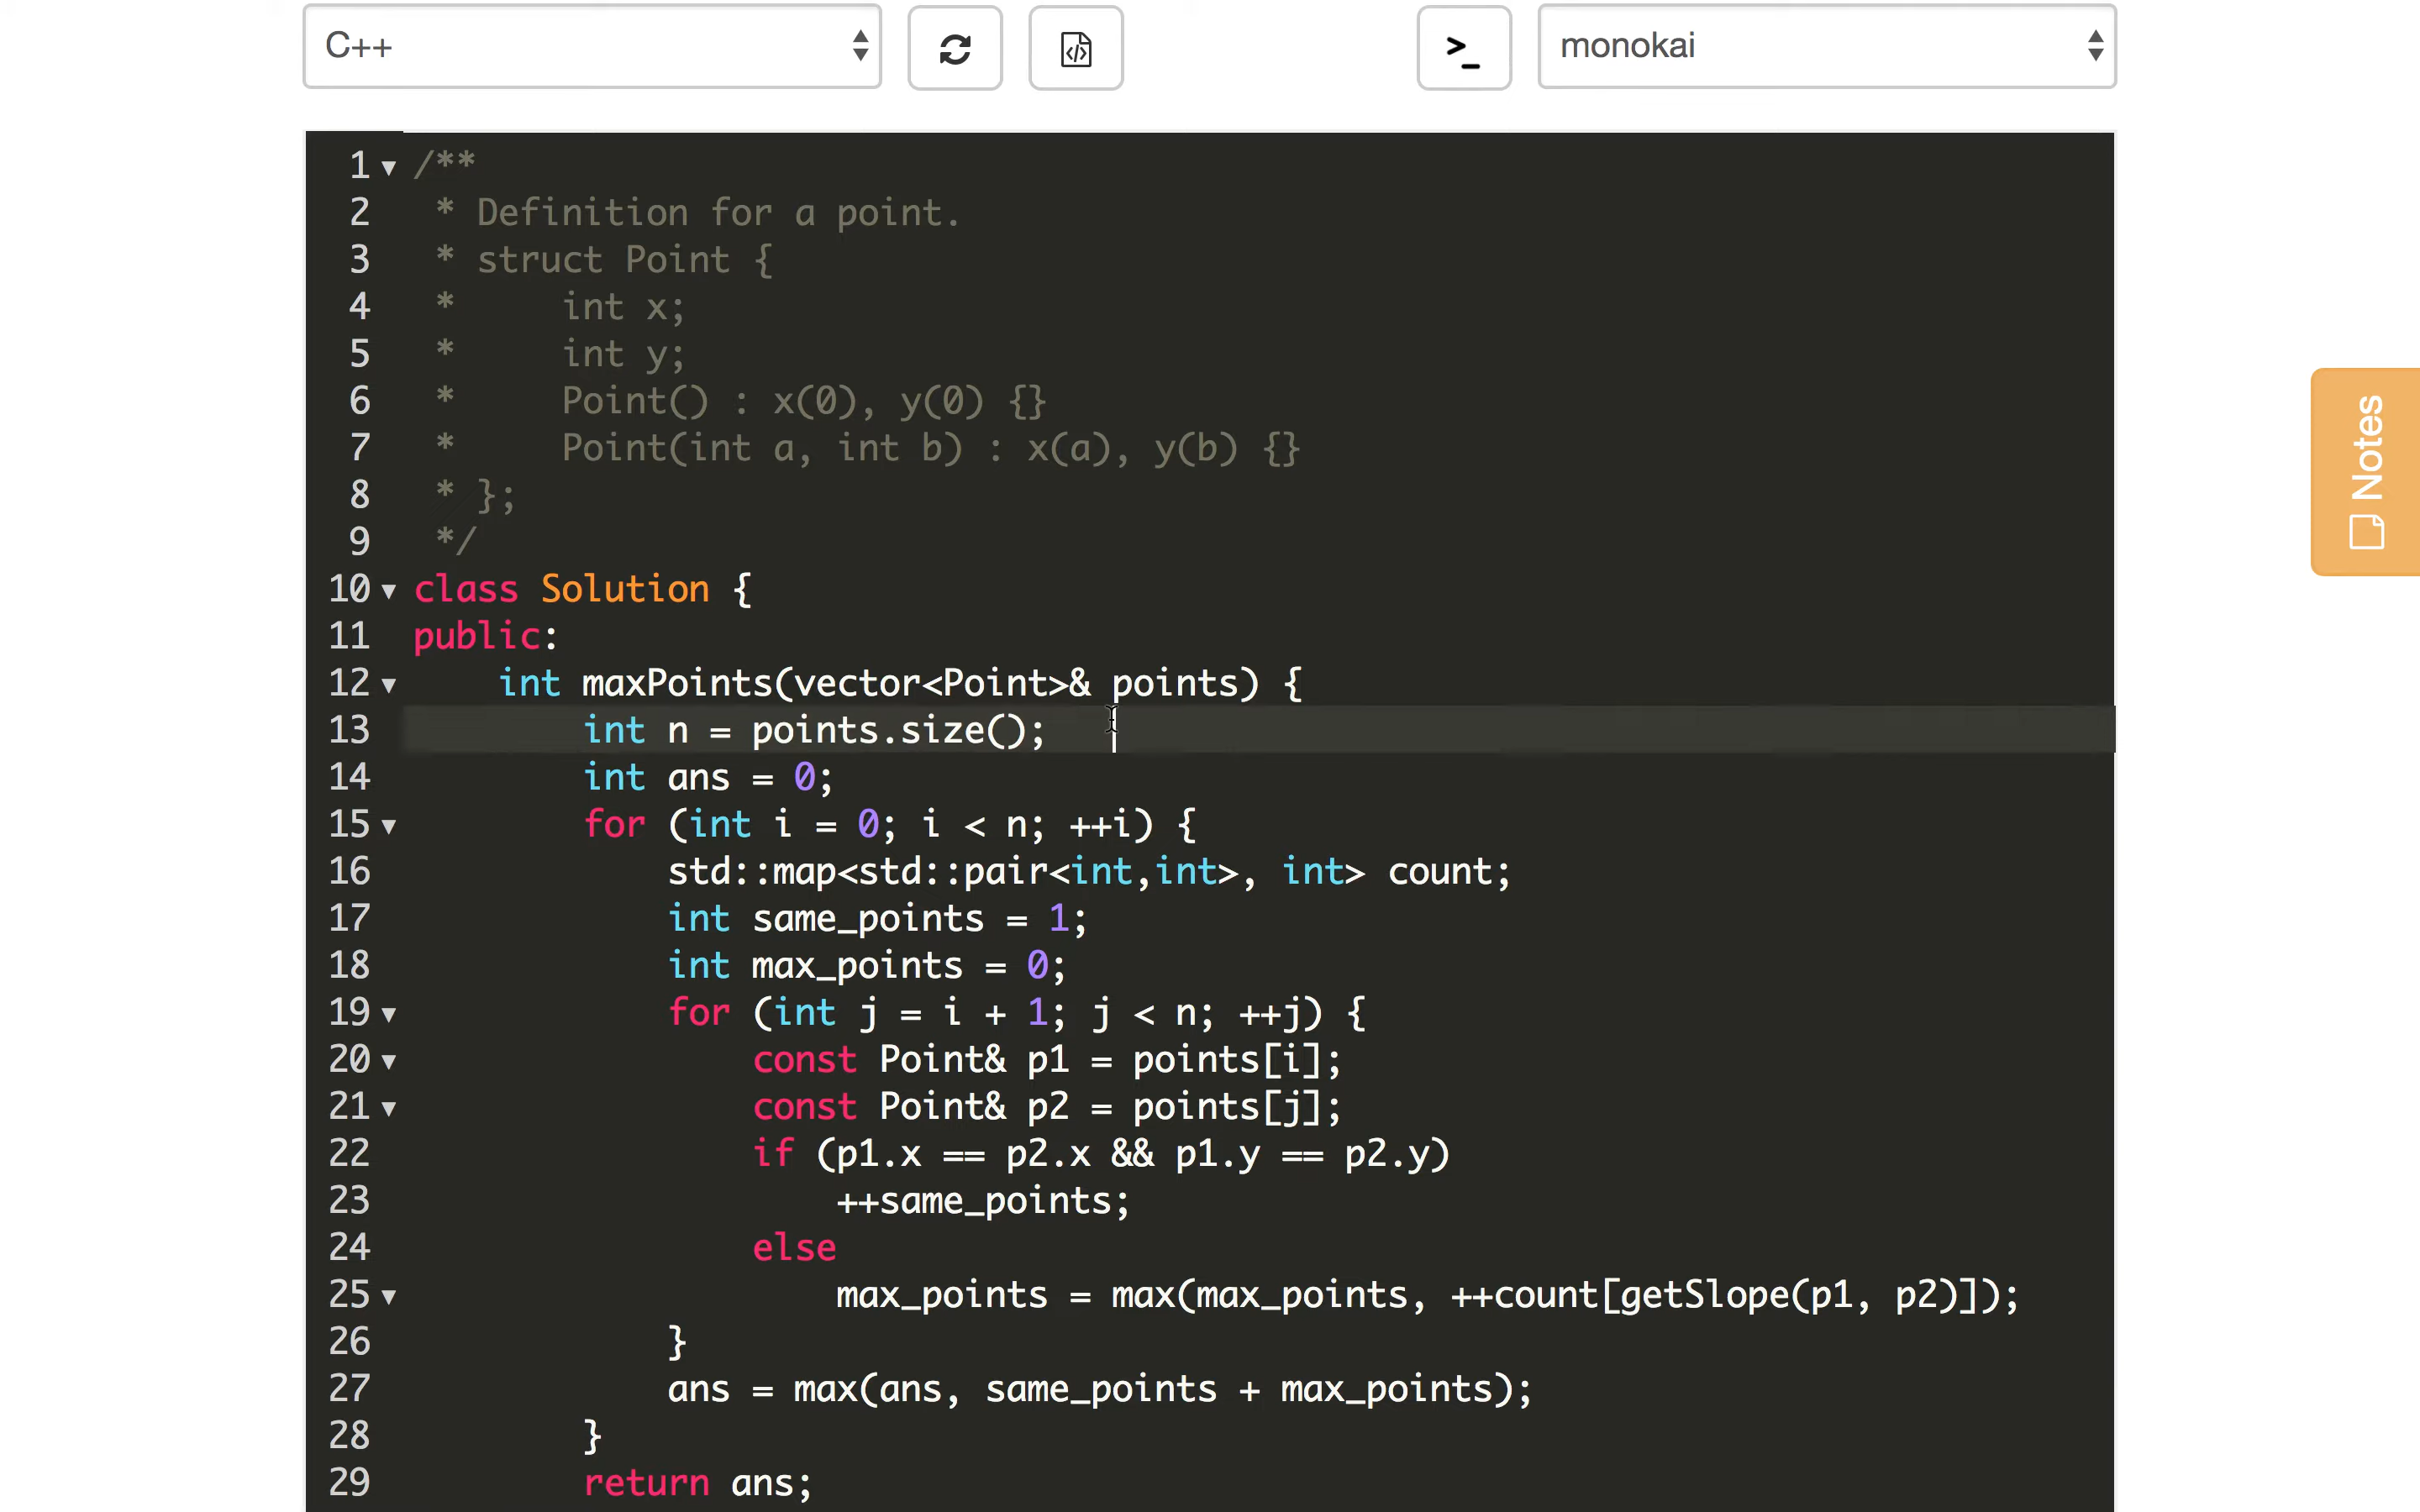 C++ >_ monokai
1 /**
2  * Definition for a point.
3  * struct Point {
4  *     int x;
5  *     int y;
6  *     Point() : x(0), y(0) {}
7  *     Point(int a, int b) : x(a), y(b) {}
8  * };
9  */
10 class Solution {
11 public:
12     int maxPoints(vector<Point>& points) {
13         int n = points.size();
14         int ans = 0;
15         for (int i = 0; i < n; ++i) {
16             std::map<std::pair<int,int>, int> count;
17             int same_points = 1;
18             int max_points = 0;
19             for (int j = i + 1; j < n; ++j) {
20                 const Point& p1 = points[i];
21                 const Point& p2 = points[j];
22                 if (p1.x == p2.x && p1.y == p2.y)
23                     ++same_points;
24                 else
25                     max_points = max(max_points, ++count[getSlope(p1, p2)]);
26             }
27             ans = max(ans, same_points + max_points);
28         }
29         return ans;
Notes